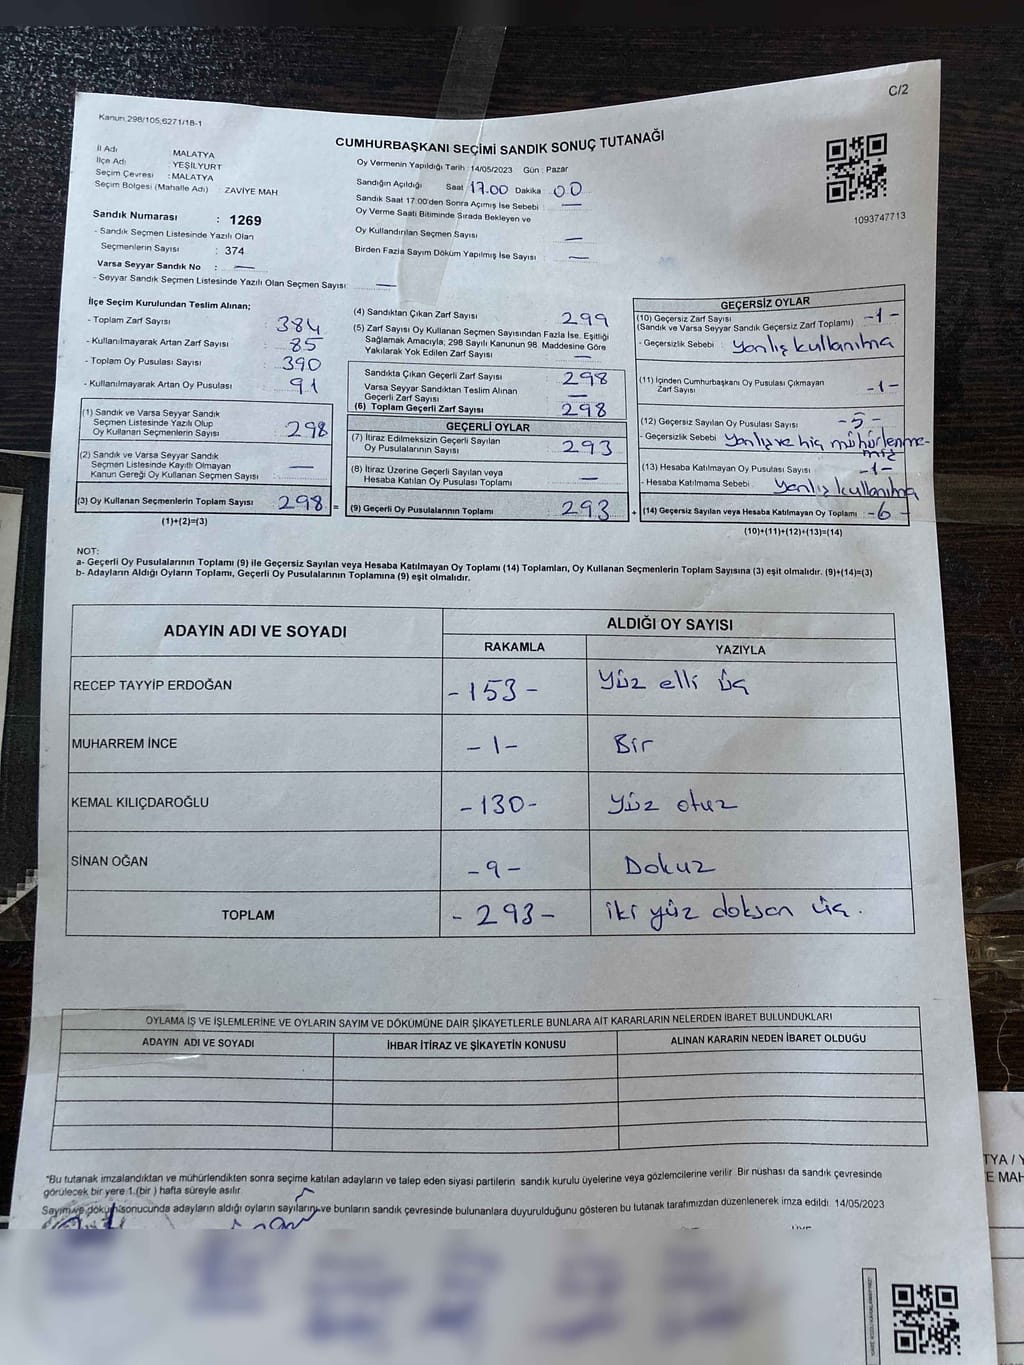 C/2
Kanun,298/105,6271/18-1
CUMHURBAŞKANI SEÇİMİ SANDIK SONUÇ TUTANAĞI
İl Adı MALATYA
İlçe Adı : YEŞİLYURT
Seçim Çevresi : MALATYA
Seçim Bölgesi (Mahalle Adı) : ZAVİYE MAH
Sandık Numarası : 1269
- Sandık Seçmen Listesinde Yazılı Olan
Seçmenlerin Sayısı : 374
Varsa Seyyar Sandık No : —
- Seyyar Sandık Seçmen Listesinde Yazılı Olan Seçmen Sayısı: —
Oy Vermenin Yapıldığı Tarih : 14/05/2023 Gün : Pazar
Sandığın Açıldığı Saat 17.00 Dakika 00
Sandık Saat 17:00'den Sonra Açımış İse Sebebi : —
Oy Verme Saati Bitiminde Sırada Bekleyen ve
Oy Kullandırılan Seçmen Sayısı —
Birden Fazla Sayım Döküm Yapılmış İse Sayısı : —
1093747713
İlçe Seçim Kurulundan Teslim Alınan;
- Toplam Zarf Sayısı : 384
- Kullanılmayarak Artan Zarf Sayısı : 85
- Toplam Oy Pusulası Sayısı : 390
- Kullanılmayarak Artan Oy Pusulası : 91
(1) Sandık ve Varsa Seyyar Sandık
Seçmen Listesinde Yazılı Olup
Oy Kullanan Seçmenlerin Sayısı : 298
(2) Sandık ve Varsa Seyyar Sandık
Seçmen Listesinde Kayıtlı Olmayan
Kanun Gereği Oy Kullanan Seçmen Sayısı : —
(3) Oy Kullanan Seçmenlerin Toplam Sayısı : 298 =
(1)+(2)=(3)
(4) Sandıktan Çıkan Zarf Sayısı : 299
(5) Zarf Sayısı Oy Kullanan Seçmen Sayısından Fazla İse, Eşitliği
Sağlamak Amacıyla; 298 Sayılı Kanunun 98. Maddesine Göre
Yakılarak Yok Edilen Zarf Sayısı : —
Sandıkta Çıkan Geçerli Zarf Sayısı : 298
Varsa Seyyar Sandıktan Teslim Alınan
Geçerli Zarf Sayısı : —
(6) Toplam Geçerli Zarf Sayısı : 298
GEÇERLİ OYLAR
(7) İtiraz Edilmeksizin Geçerli Sayılan
Oy Pusulalarının Sayısı : 293
(8) İtiraz Üzerine Geçerli Sayılan veya
Hesaba Katılan Oy Pusulası Toplamı : —
(9) Geçerli Oy Pusulalarının Toplamı : 293 +
GEÇERSİZ OYLAR
(10) Geçersiz Zarf Sayısı
(Sandık ve Varsa Seyyar Sandık Geçersiz Zarf Toplamı) -1-
- Geçersizlik Sebebi : Yanlış kullanılma
(11) İçinden Cumhurbaşkanı Oy Pusulası Çıkmayan
Zarf Sayısı : -1-
(12) Geçersiz Sayılan Oy Pusulası Sayısı : -5-
- Geçersizlik Sebebi : Yanlış ve hiç mühürlenme-
miş
(13) Hesaba Katılmayan Oy Pusulası Sayısı : -1-
- Hesaba Katılmama Sebebi : Yanlış kullanılma
(14) Geçersiz Sayılan veya Hesaba Katılmayan Oy Toplamı : -6-
(10)+(11)+(12)+(13)=(14)
NOT:
a- Geçerli Oy Pusulalarının Toplamı (9) ile Geçersiz Sayılan veya Hesaba Katılmayan Oy Toplamı (14) Toplamları, Oy Kullanan Seçmenlerin Toplam Sayısına (3) eşit olmalıdır. (9)+(14)=(3)
b- Adayların Aldığı Oyların Toplamı, Geçerli Oy Pusulalarının Toplamına (9) eşit olmalıdır.
ADAYIN ADI VE SOYADI ALDIĞI OY SAYISI
RAKAMLA YAZIYLA
RECEP TAYYİP ERDOĞAN -153- Yüz elli üç
MUHARREM İNCE -1- Bir
KEMAL KILIÇDAROĞLU -130- Yüz otuz
SİNAN OĞAN -9- Dokuz
TOPLAM -293- iki yüz doksan üç.
OYLAMA İŞ VE İŞLEMLERİNE VE OYLARIN SAYIM VE DÖKÜMÜNE DAİR ŞİKAYETLERLE BUNLARA AİT KARARLARIN NELERDEN İBARET BULUNDUKLARI
ADAYIN ADI VE SOYADI İHBAR İTİRAZ VE ŞİKAYETİN KONUSU ALINAN KARARIN NEDEN İBARET OLDUĞU
*Bu tutanak imzalandıktan ve mühürlendikten sonra seçime katılan adayların ve talep eden siyasi partilerin sandık kurulu üyelerine veya gözlemcilerine verilir. Bir nüshası da sandık çevresinde
görülecek bir yere 1 (bir ) hafta süreyle asılır.
Sayım ve döküm sonucunda adayların aldığı oyların sayılarını ve bunların sandık çevresinde bulunanlara duyurulduğunu gösteren bu tutanak tarafımızdan düzenlenerek imza edildi. 14/05/2023
TYA / Y
E MAH